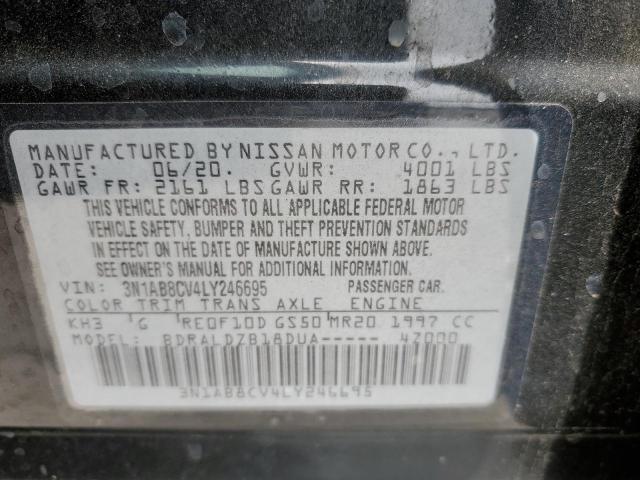 MANUFACTURED BY NISSAN MOTOR CO., LTD.
DATE: 06/20. GVWR: 4001 LBS
GAWR FR: 2161 LBS GAWR RR: 1863 LBS
THIS VEHICLE CONFORMS TO ALL APPLICABLE FEDERAL MOTOR
VEHICLE SAFETY, BUMPER AND THEFT PREVENTION STANDARDS
IN EFFECT ON THE DATE OF MANUFACTURE SHOWN ABOVE.
SEE OWNER'S MANUAL FOR ADDITIONAL INFORMATION.
VIN: 3N1AB8CV4LY246695 PASSENGER CAR.
COLOR TRIM TRANS AXLE ENGINE
KH3 G RE0F10D GS50 MR20 1997 CC
MODEL: BDRALDZB18DUA----- 4Z000
3N1AB8CV4LY246695